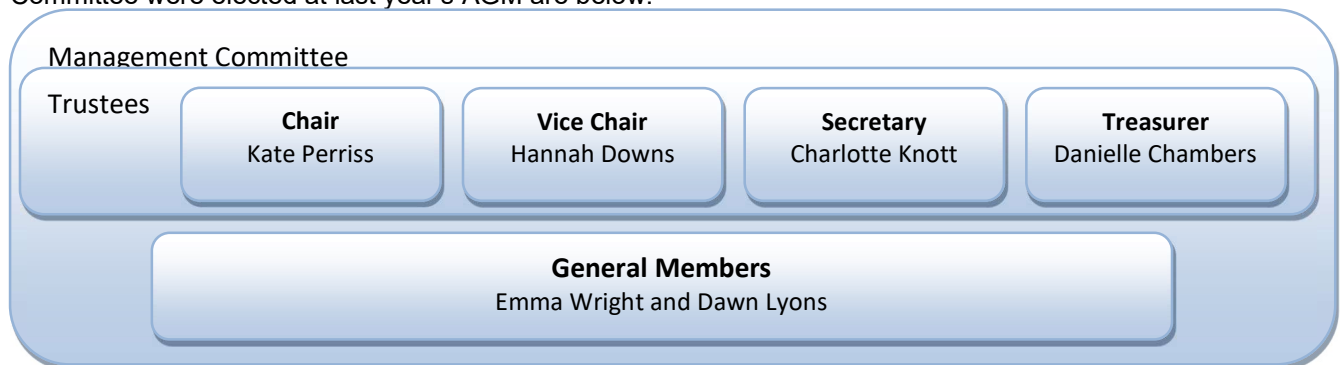 Committee were elected at last year's AGM are below:
Management Committee
Trustees
Chair
Kate Perriss
Vice Chair
Hannah Downs
Secretary
Charlotte Knott
Treasurer
Danielle Chambers
General Members
Emma Wright and Dawn Lyons